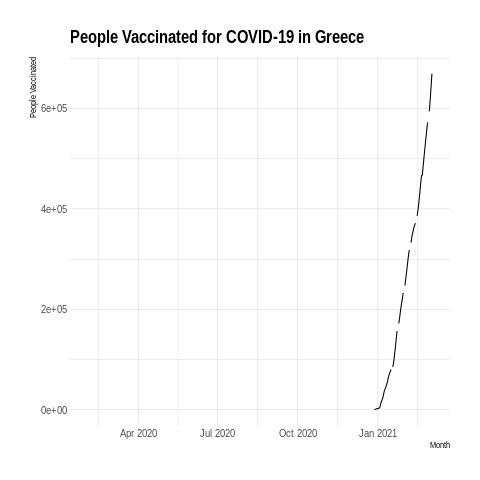 People Vaccinated for COVID-19 in Greece
People Vaccinated
6e+05
4e+05
2e+05
0e+00
Apr 2020
Jul 2020
Oct 2020
Jan 2021
Month